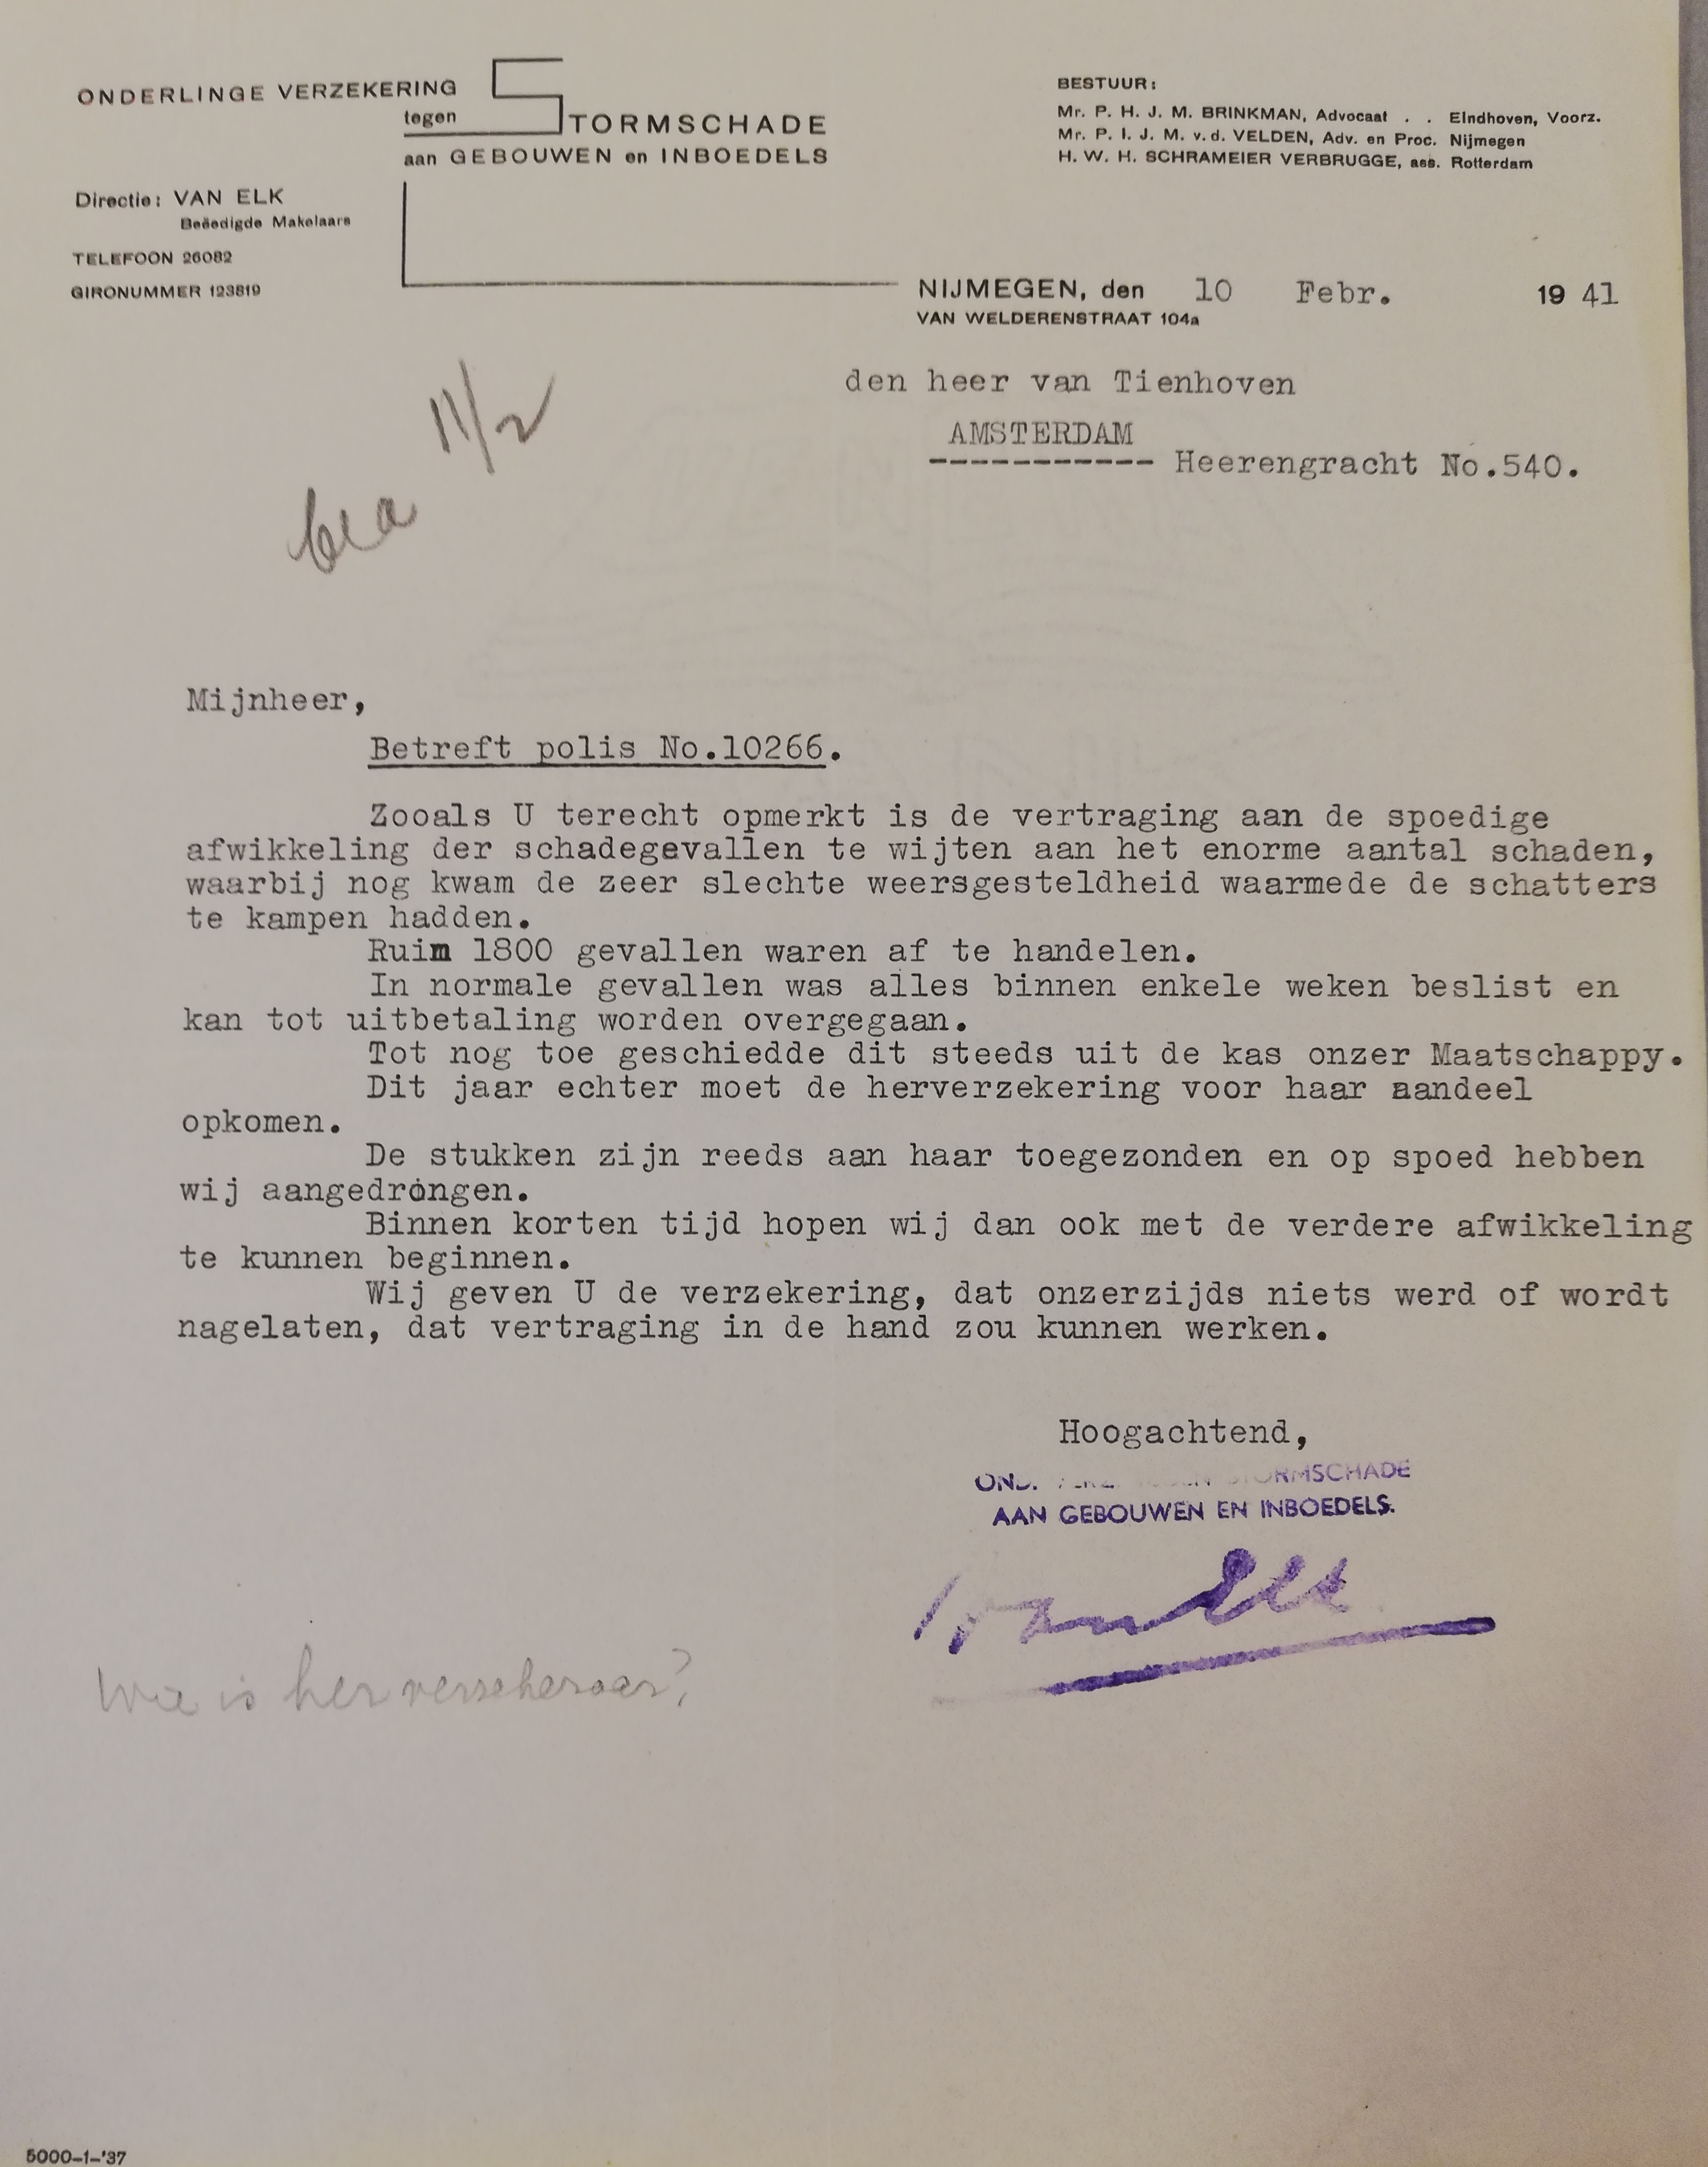 ONDERLINGE VERZEKERING
tegen STORMSCHADE
aan GEBOUWEN en INBOEDELS
Directie: VAN ELK
Beëedigde Makelaars
TELEFOON 26082
GIRONUMMER 123819
BESTUUR:
Mr. P. H. J. M. BRINKMAN, Advocaat . . Eindhoven, Voorz.
Mr. P. I. J. M. v. d. VELDEN, Adv. en Proc. Nijmegen
H. W. H. SCHRAMEIER VERBRUGGE, ass. Rotterdam
NIJMEGEN, den 10 Febr. 1941
VAN WELDERENSTRAAT 104a
11/2
den heer van Tienhoven
AMSTERDAM
----------- Heerengracht No.540.
Mijnheer,
Betreft polis No.10266.
Zooals U terecht opmerkt is de vertraging aan de spoedige
afwikkeling der schadegevallen te wijten aan het enorme aantal schaden,
waarbij nog kwam de zeer slechte weersgesteldheid waarmede de schatters
te kampen hadden.
Ruim 1800 gevallen waren af te handelen.
In normale gevallen was alles binnen enkele weken beslist en
kan tot uitbetaling worden overgegaan.
Tot nog toe geschiedde dit steeds uit de kas onzer Maatschappy.
Dit jaar echter moet de herverzekering voor haar aandeel
opkomen.
De stukken zijn reeds aan haar toegezonden en op spoed hebben
wij aangedrongen.
Binnen korten tijd hopen wij dan ook met de verdere afwikkeling
te kunnen beginnen.
Wij geven U de verzekering, dat onzerzijds niets werd of wordt
nagelaten, dat vertraging in de hand zou kunnen werken.
Hoogachtend,
STORMSCHADE
AAN GEBOUWEN EN INBOEDELS.
van Elk
Wie is herverzekeraar?
5000-1-'37